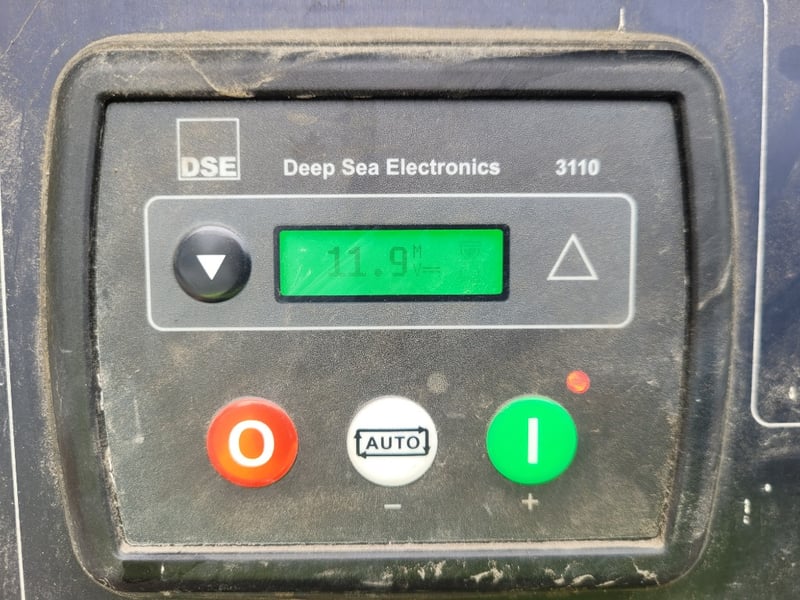 DSE Deep Sea Electronics 3110
11.9 M V
O AUTO I
- +